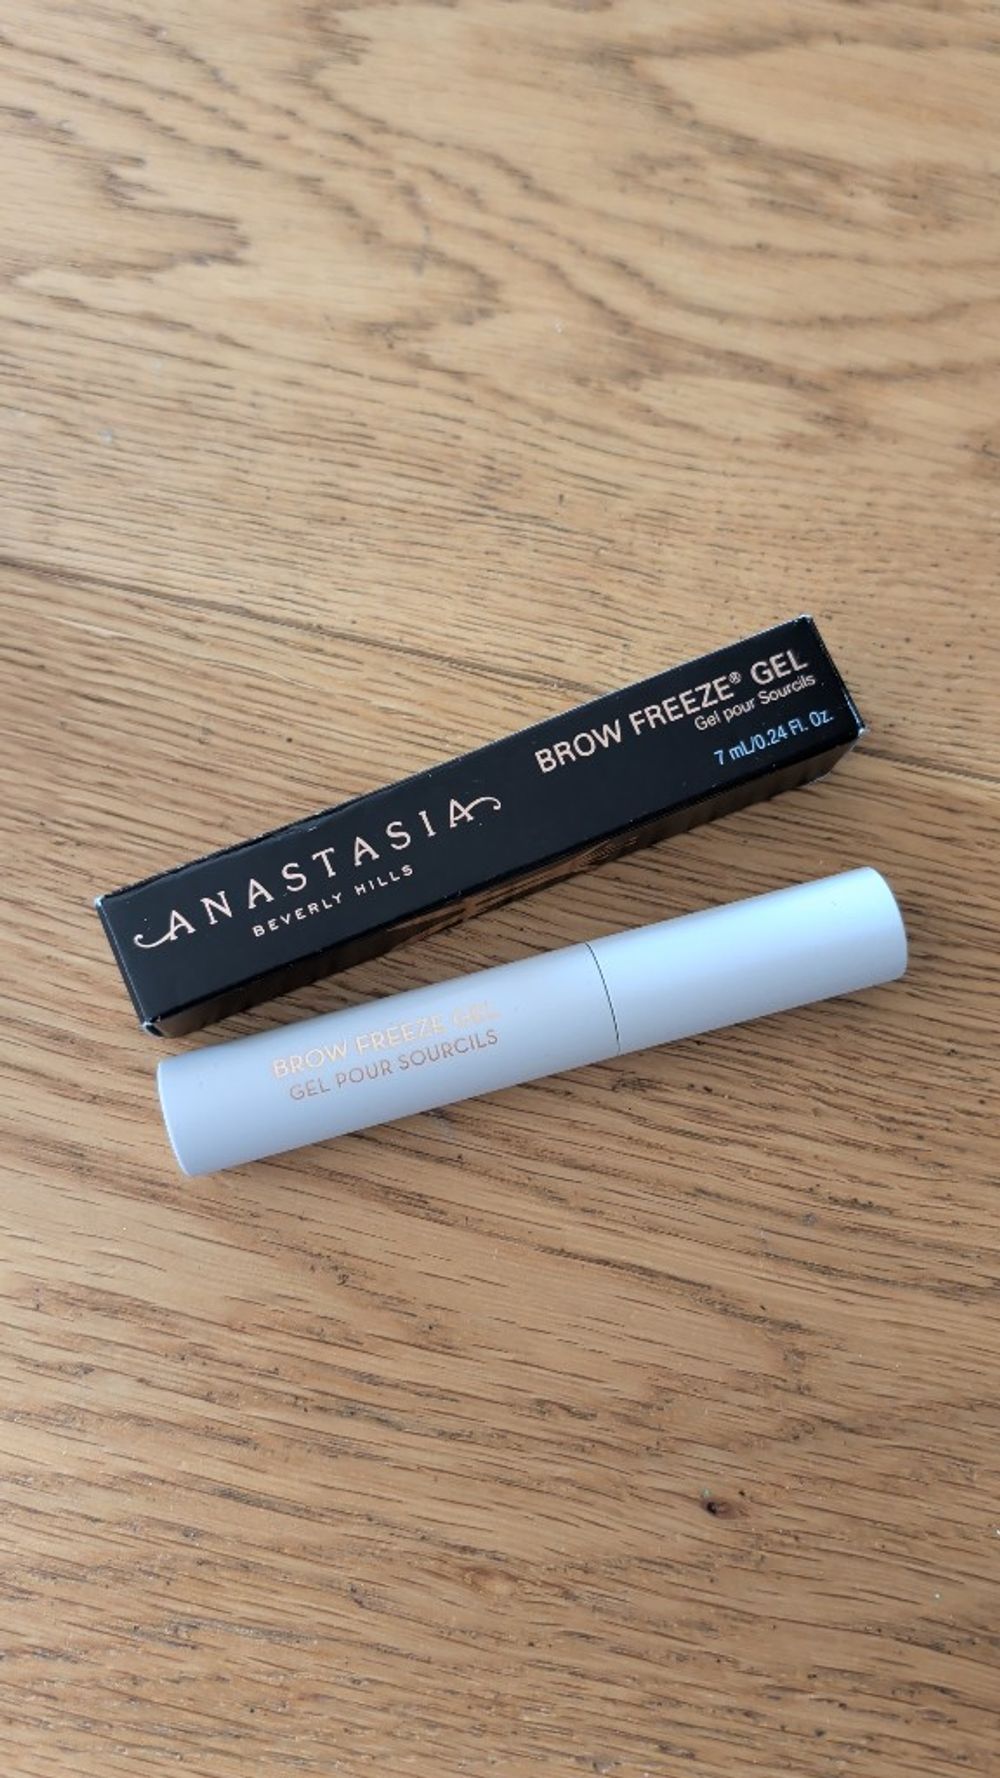 ANASTASIA
BEVERLY HILLS
BROW FREEZE® GEL
Gel pour Sourcils
7 mL/0.24 Fl. Oz.
BROW FREEZE GEL
GEL POUR SOURCILS